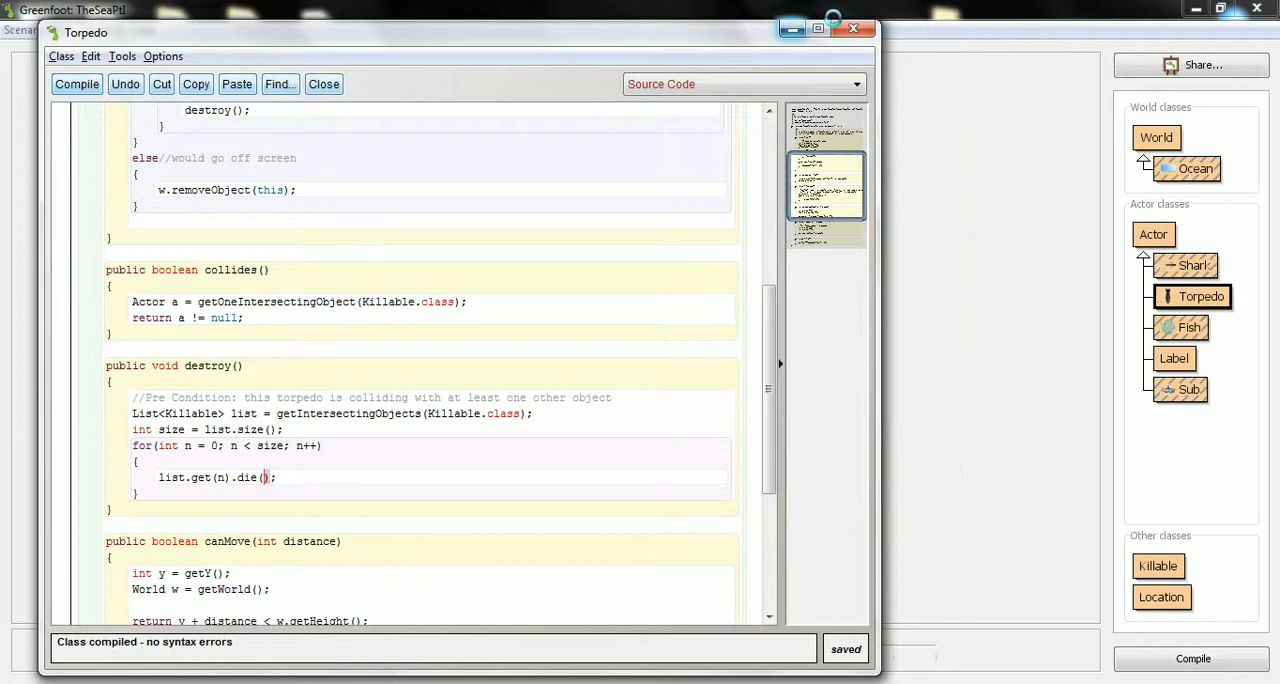 Greenfoot: TheSeaPtI
Scenar
Torpedo
Class Edit Tools Options
Compile Undo Cut Copy Paste Find... Close Source Code
destroy();
}
}
else//would go off screen
{
w.removeObject(this);
}
}
public boolean collides()
{
Actor a = getOneIntersectingObject(Killable.class);
return a != null;
}
public void destroy()
{
//Pre Condition: this torpedo is colliding with at least one other object
List<Killable> list = getIntersectingObjects(Killable.class);
int size = list.size();
for(int n = 0; n < size; n++)
{
list.get(n).die();
}
}
public boolean canMove(int distance)
{
int y = getY();
World w = getWorld();
return y + distance < w.getHeight();
Class compiled - no syntax errors
saved
Share...
World classes
World
Ocean
Actor classes
Actor
Shark
Torpedo
Fish
Label
Sub
Other classes
Killable
Location
Compile